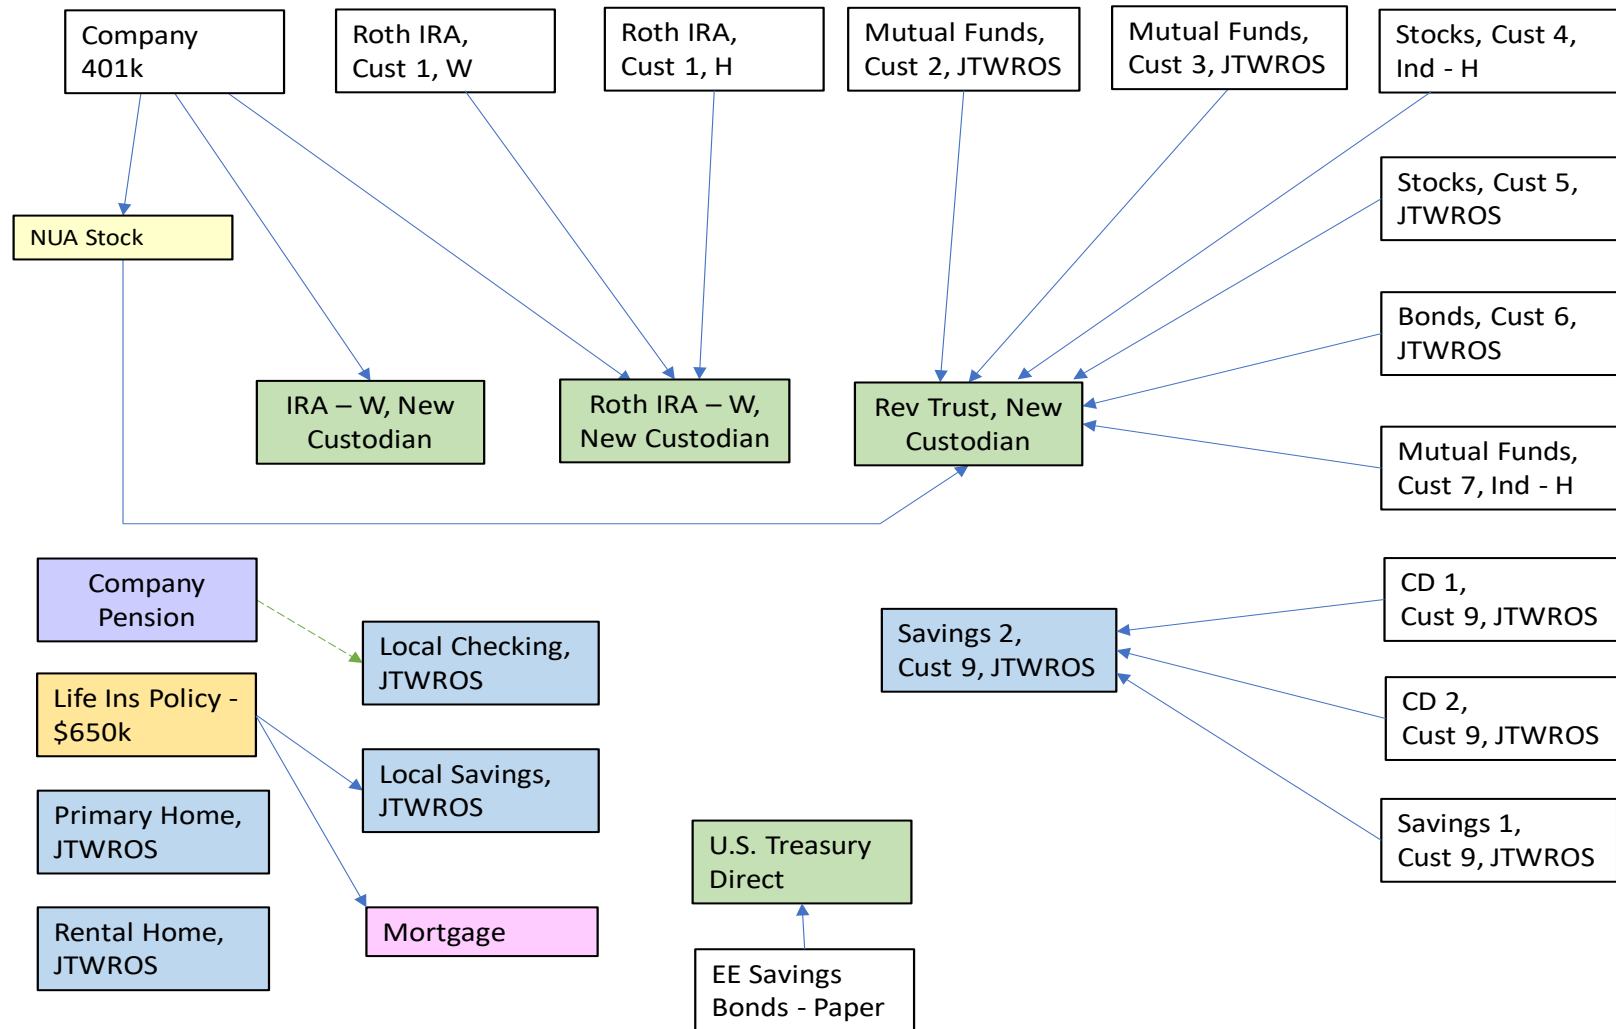 Company
401k
Roth IRA,
Cust 1, W
Roth IRA,
Cust 1, H
Mutual Funds,
Cust 2, JTWROS
Mutual Funds,
Cust 3, JTWROS
Stocks, Cust 4,
Ind - H
Stocks, Cust 5,
JTWROS
NUA Stock
Bonds, Cust 6,
JTWROS
IRA – W, New
Custodian
Roth IRA – W,
New Custodian
Rev Trust, New
Custodian
Mutual Funds,
Cust 7, Ind - H
Company
Pension
Local Checking,
JTWROS
Savings 2,
Cust 9, JTWROS
CD 1,
Cust 9, JTWROS
Life Ins Policy -
$650k
CD 2,
Cust 9, JTWROS
Local Savings,
JTWROS
Primary Home,
JTWROS
U.S. Treasury
Direct
Savings 1,
Cust 9, JTWROS
Rental Home,
JTWROS
Mortgage
EE Savings
Bonds - Paper